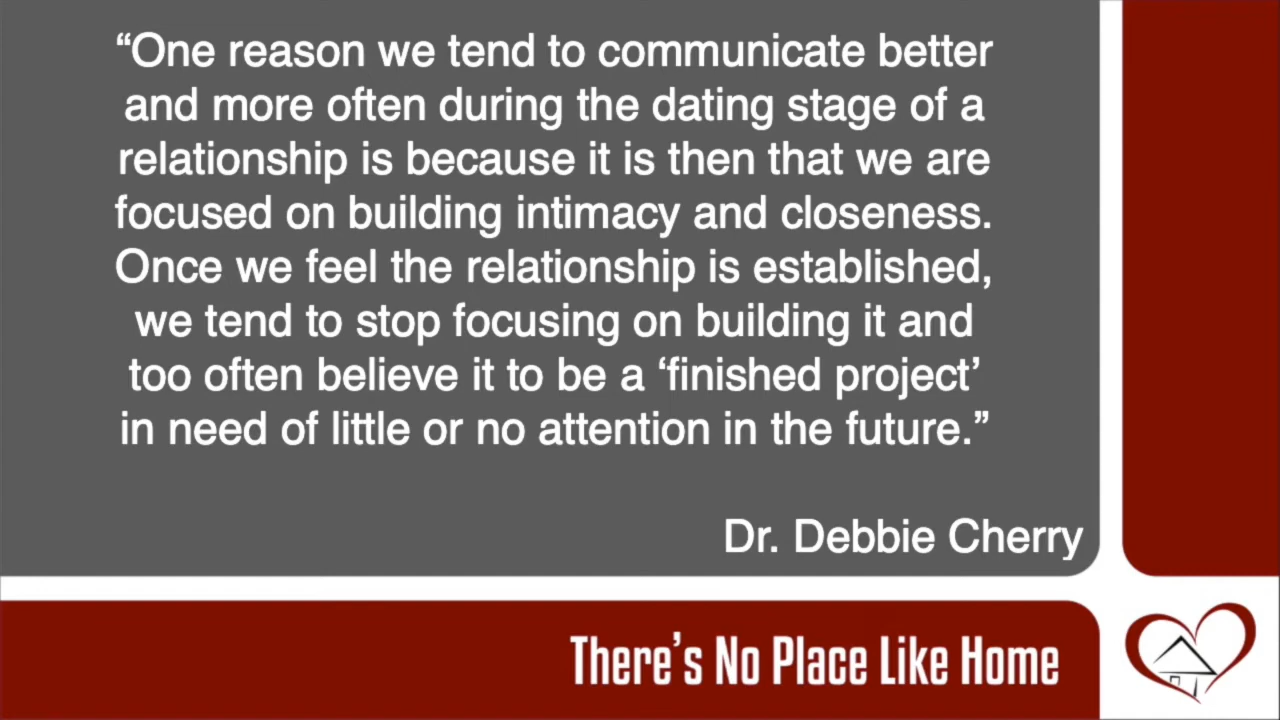 “One reason we tend to communicate better
and more often during the dating stage of a
relationship is because it is then that we are
focused on building intimacy and closeness.
Once we feel the relationship is established,
we tend to stop focusing on building it and
too often believe it to be a ‘finished project’
in need of little or no attention in the future.”
Dr. Debbie Cherry
There’s No Place Like Home